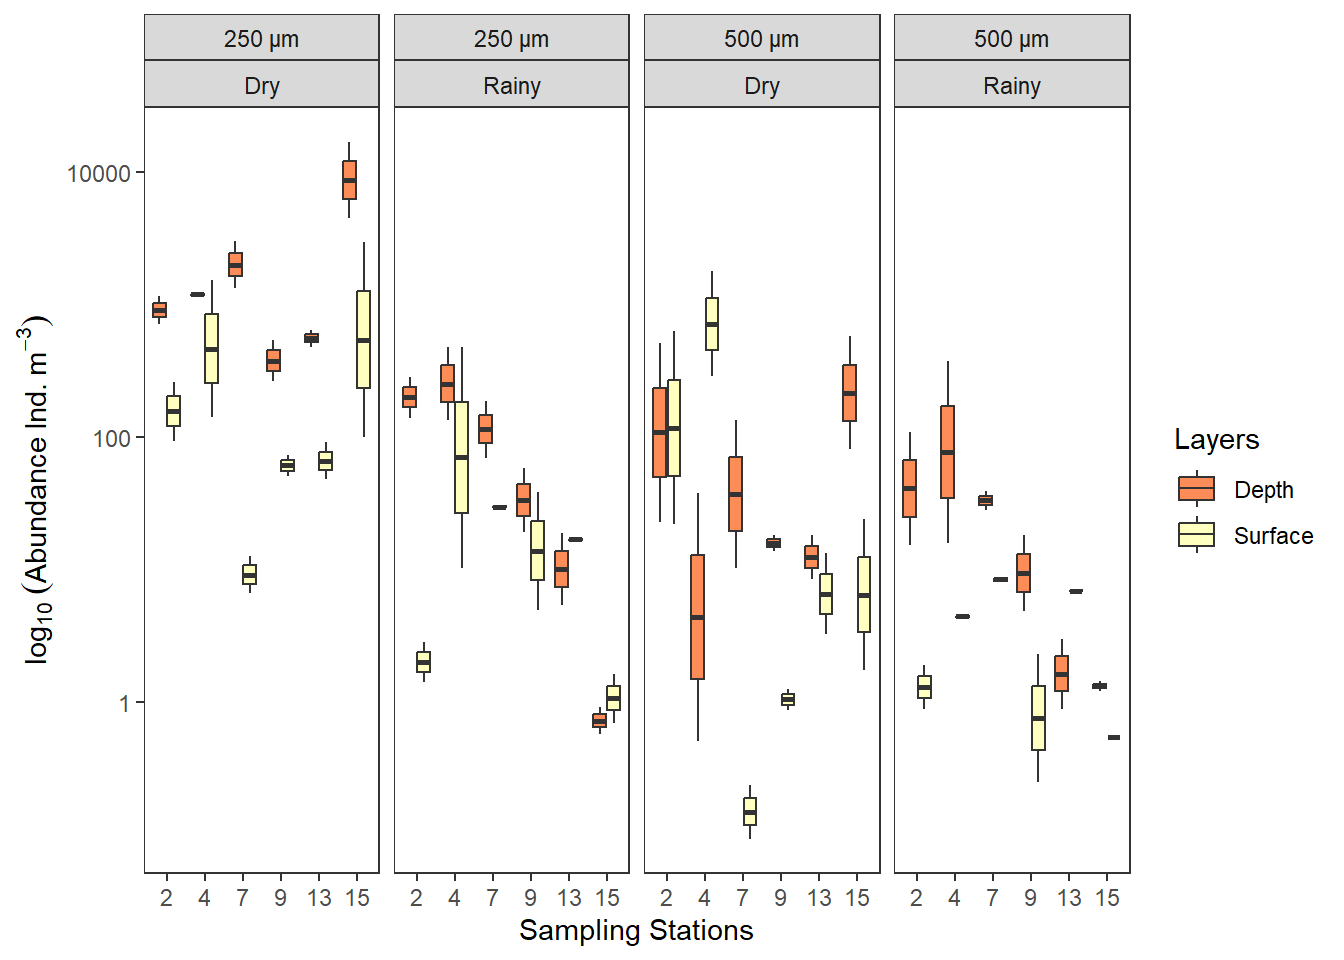 250 µm 250 µm 500 µm 500 µm
Dry Rainy Dry Rainy
10000
100
1
log10 (Abundance Ind. m−3)
2 4 7 9 13 15 2 4 7 9 13 15 2 4 7 9 13 15 2 4 7 9 13 15
Sampling Stations
Layers
Depth
Surface